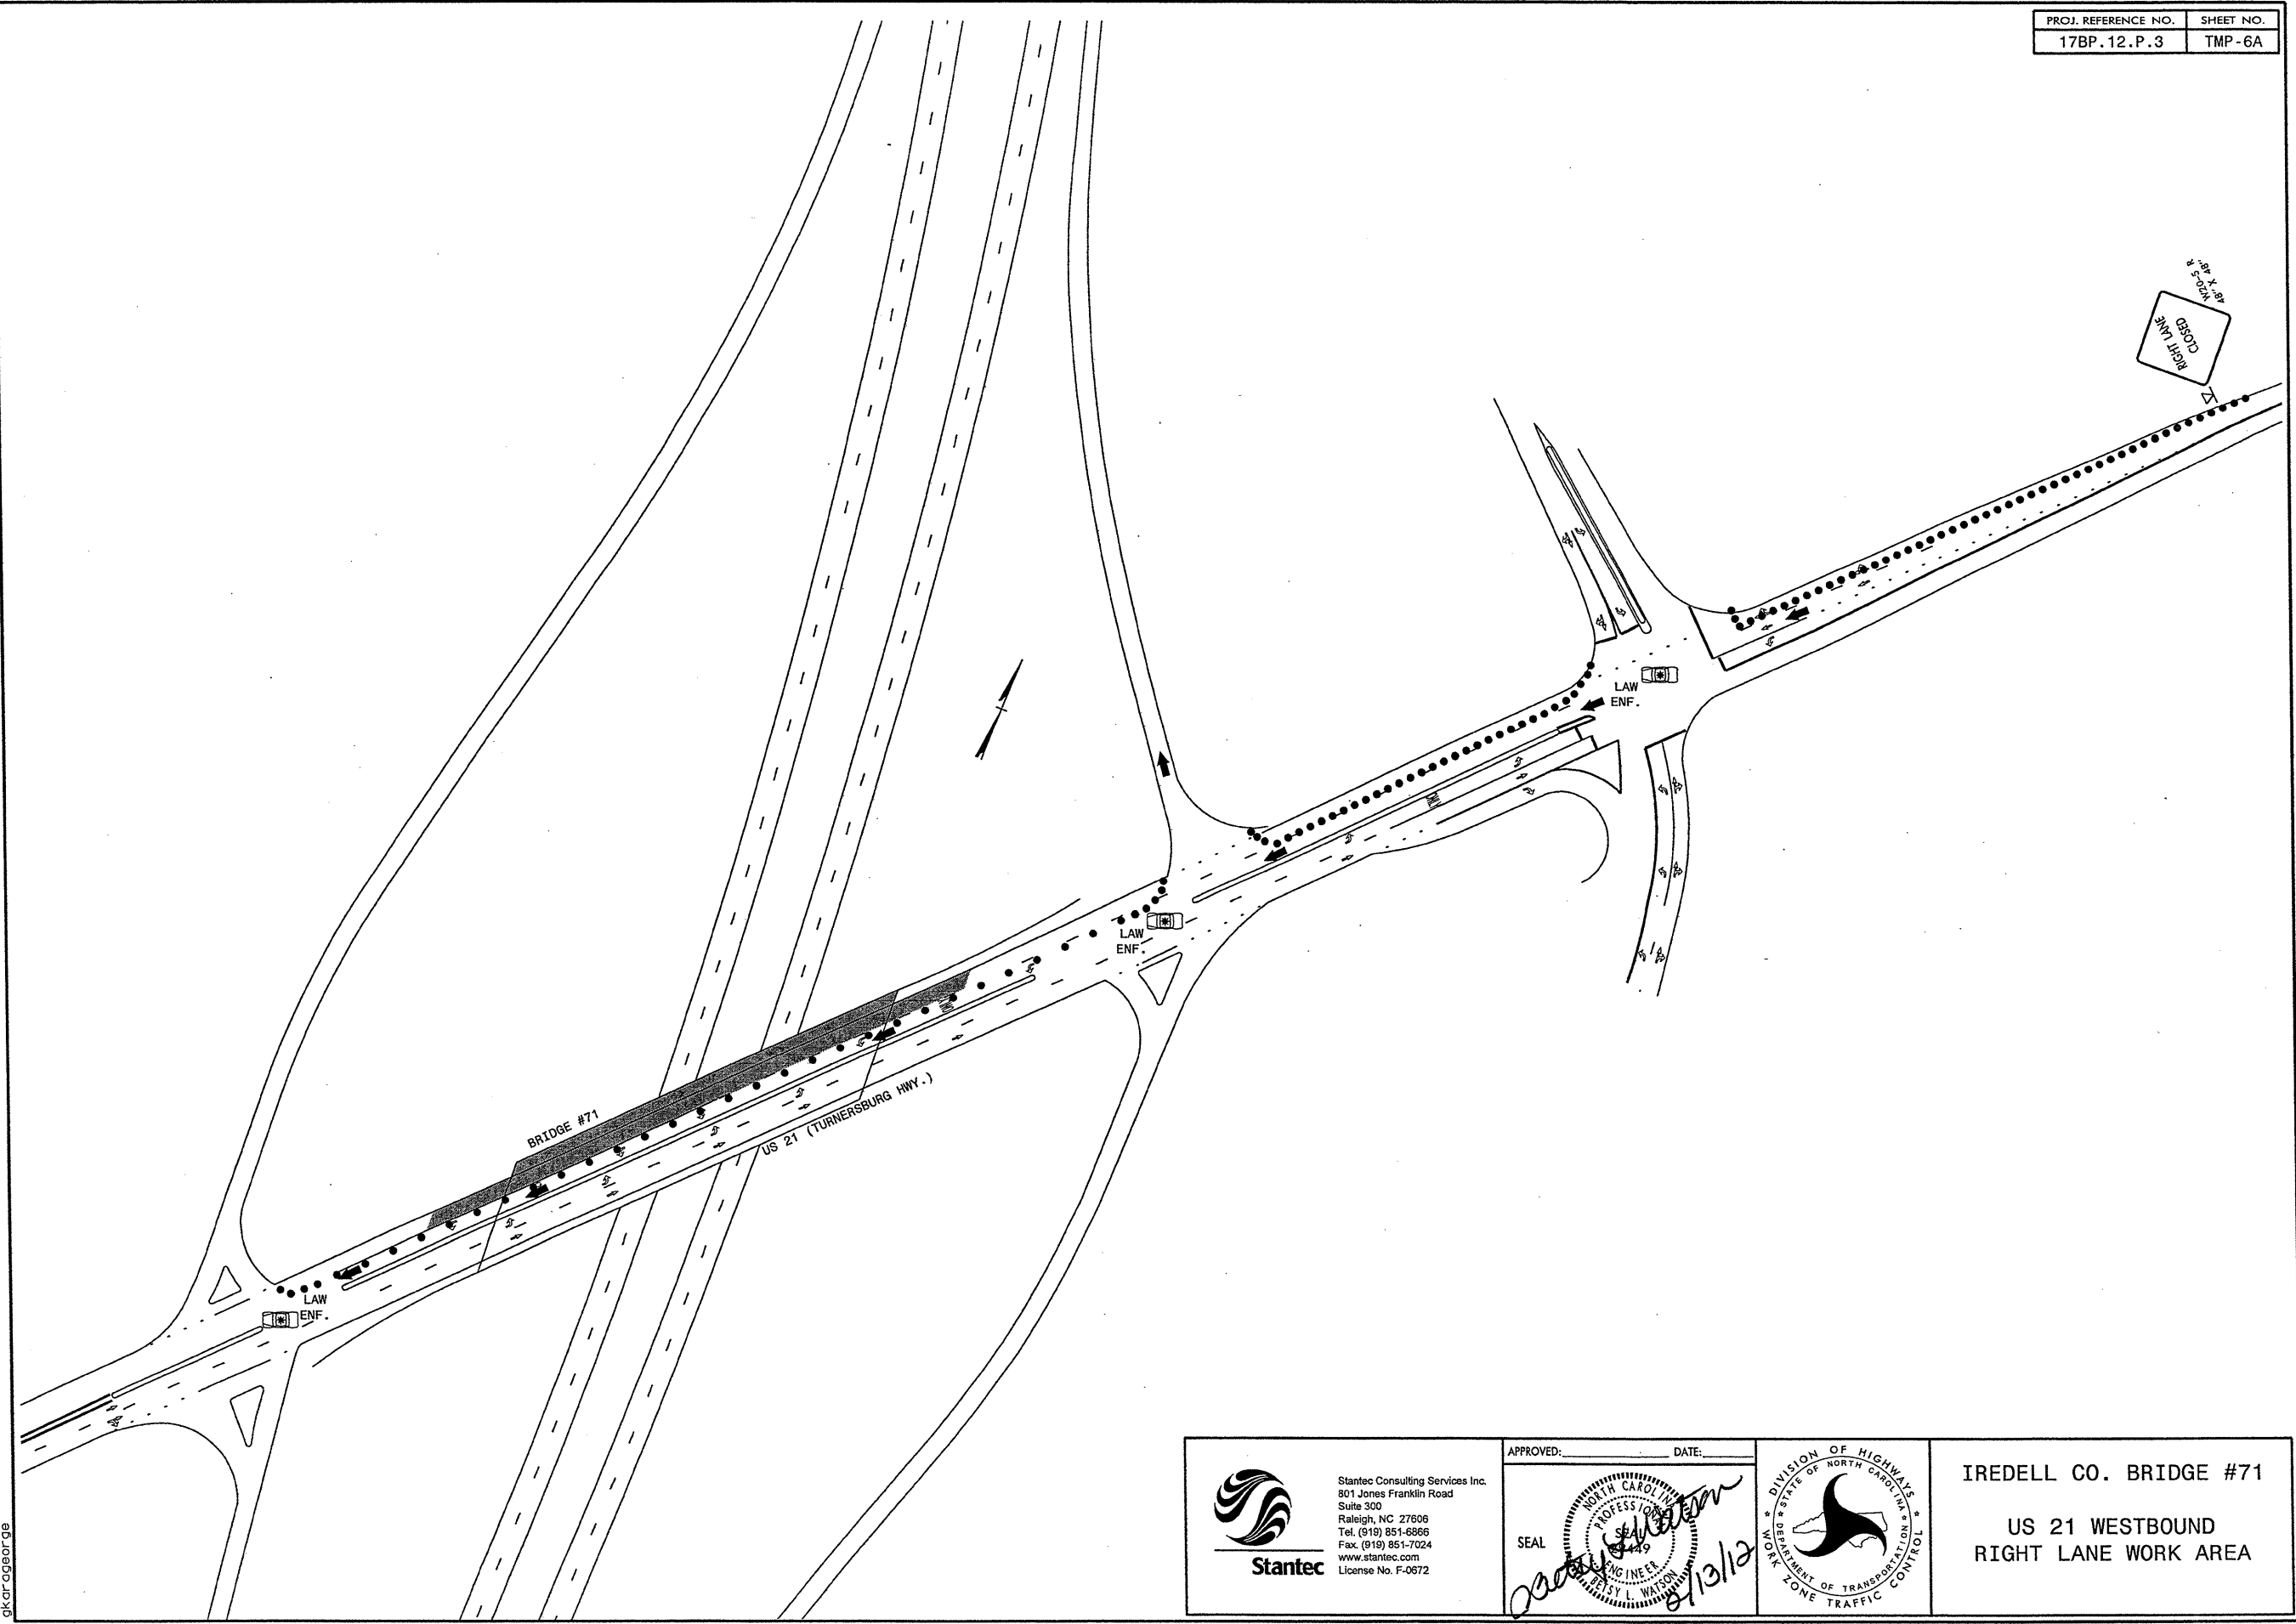 PROJ. REFERENCE NO. SHEET NO.
17BP.12.P.3 TMP-6A
W20-5 R
48" X 48"
RIGHT LANE
CLOSED
LAW
ENF.
LAW
ENF.
BRIDGE #71
US 21 (TURNERSBURG HWY.)
LAW
ENF.
Stantec
Stantec Consulting Services Inc.
801 Jones Franklin Road
Suite 300
Raleigh, NC 27606
Tel. (919) 851-6866
Fax. (919) 851-7024
www.stantec.com
License No. F-0672
APPROVED: DATE:
SEAL
NORTH CAROLINA
PROFESSIONAL
SEAL
ENGINEER
BETSY L. WATSON
Betsy L. Watson
2/13/12
DIVISION OF HIGHWAYS
STATE OF NORTH CAROLINA
DEPARTMENT OF TRANSPORTATION
WORK ZONE TRAFFIC CONTROL
IREDELL CO. BRIDGE #71
US 21 WESTBOUND
RIGHT LANE WORK AREA
gkarageorge